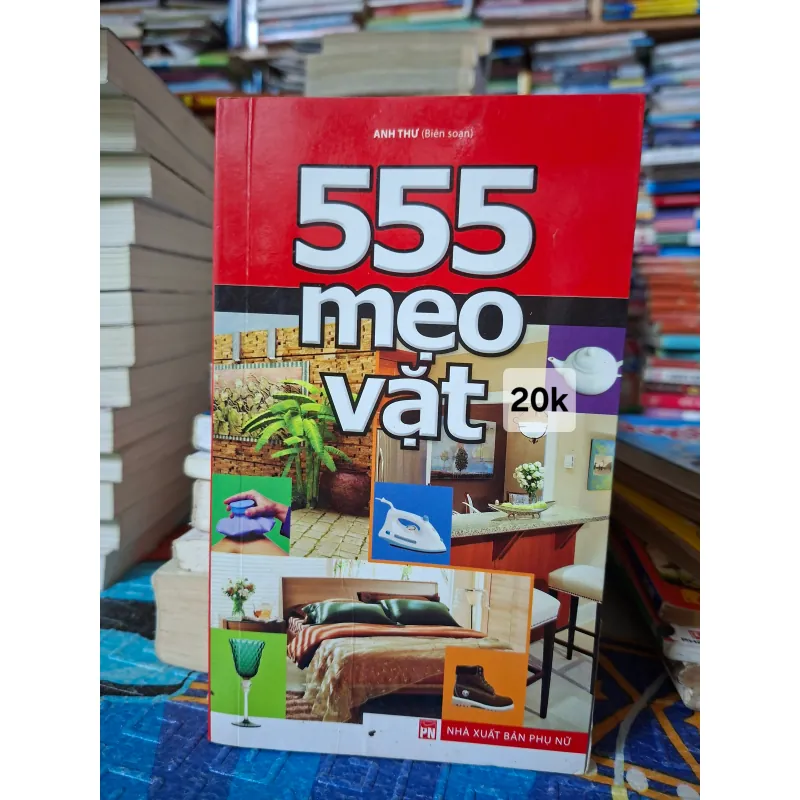 ANH THƯ (Biên soạn)
555
mẹo
vặt
20k
PN
NHÀ XUẤT BẢN PHỤ NỮ